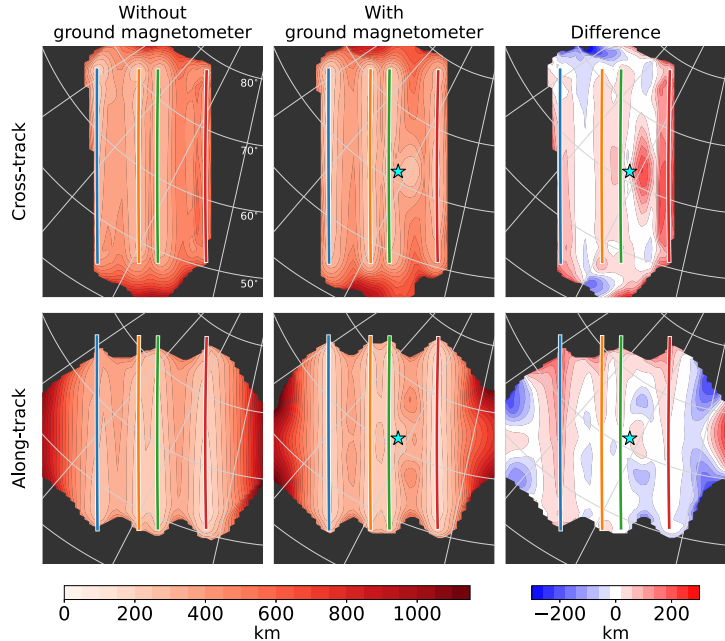 Without
ground magnetometer
With
ground magnetometer
Difference
Cross-track
80°
70°
60°
50°
Along-track
0 200 400 600 800 1000
km
−200 0 200
km